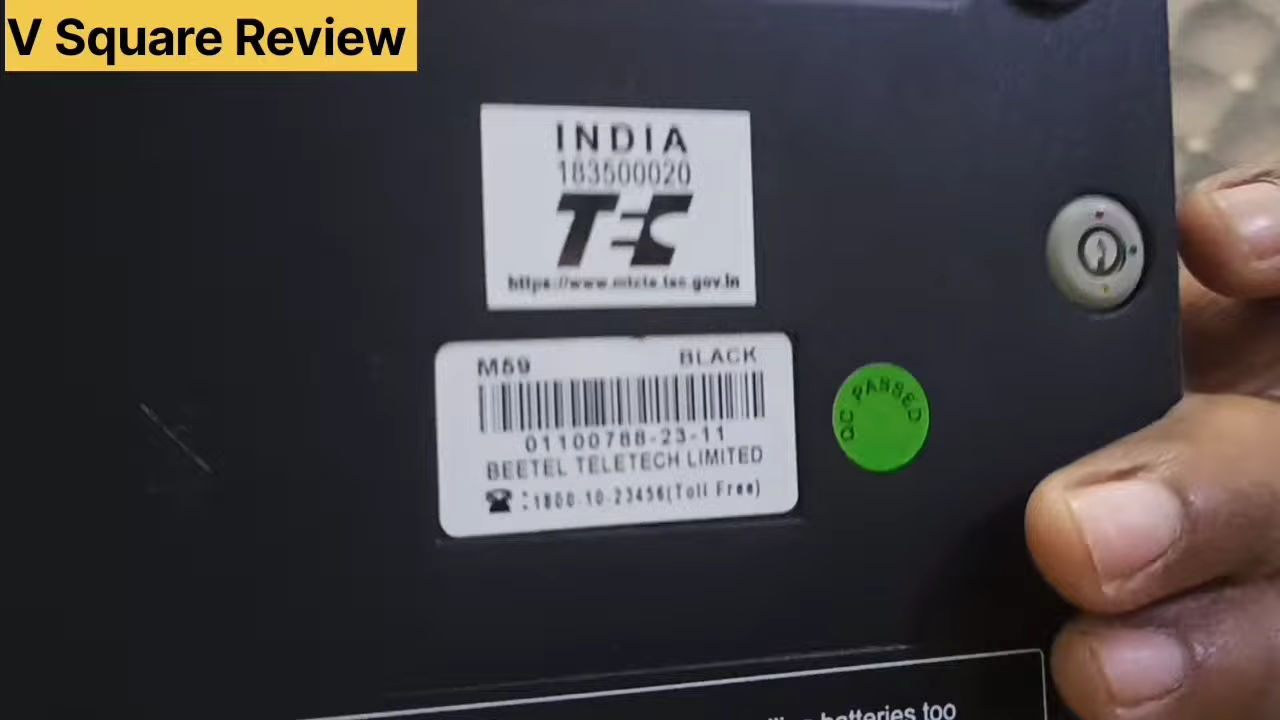 V Square Review
INDIA
183500020
TEC
https://www.mtcte.tec.gov.in
M59 BLACK
01100788-23-11
BEETEL TELETECH LIMITED
:1800-10-23456(Toll Free)
QC PASSED
batteries too